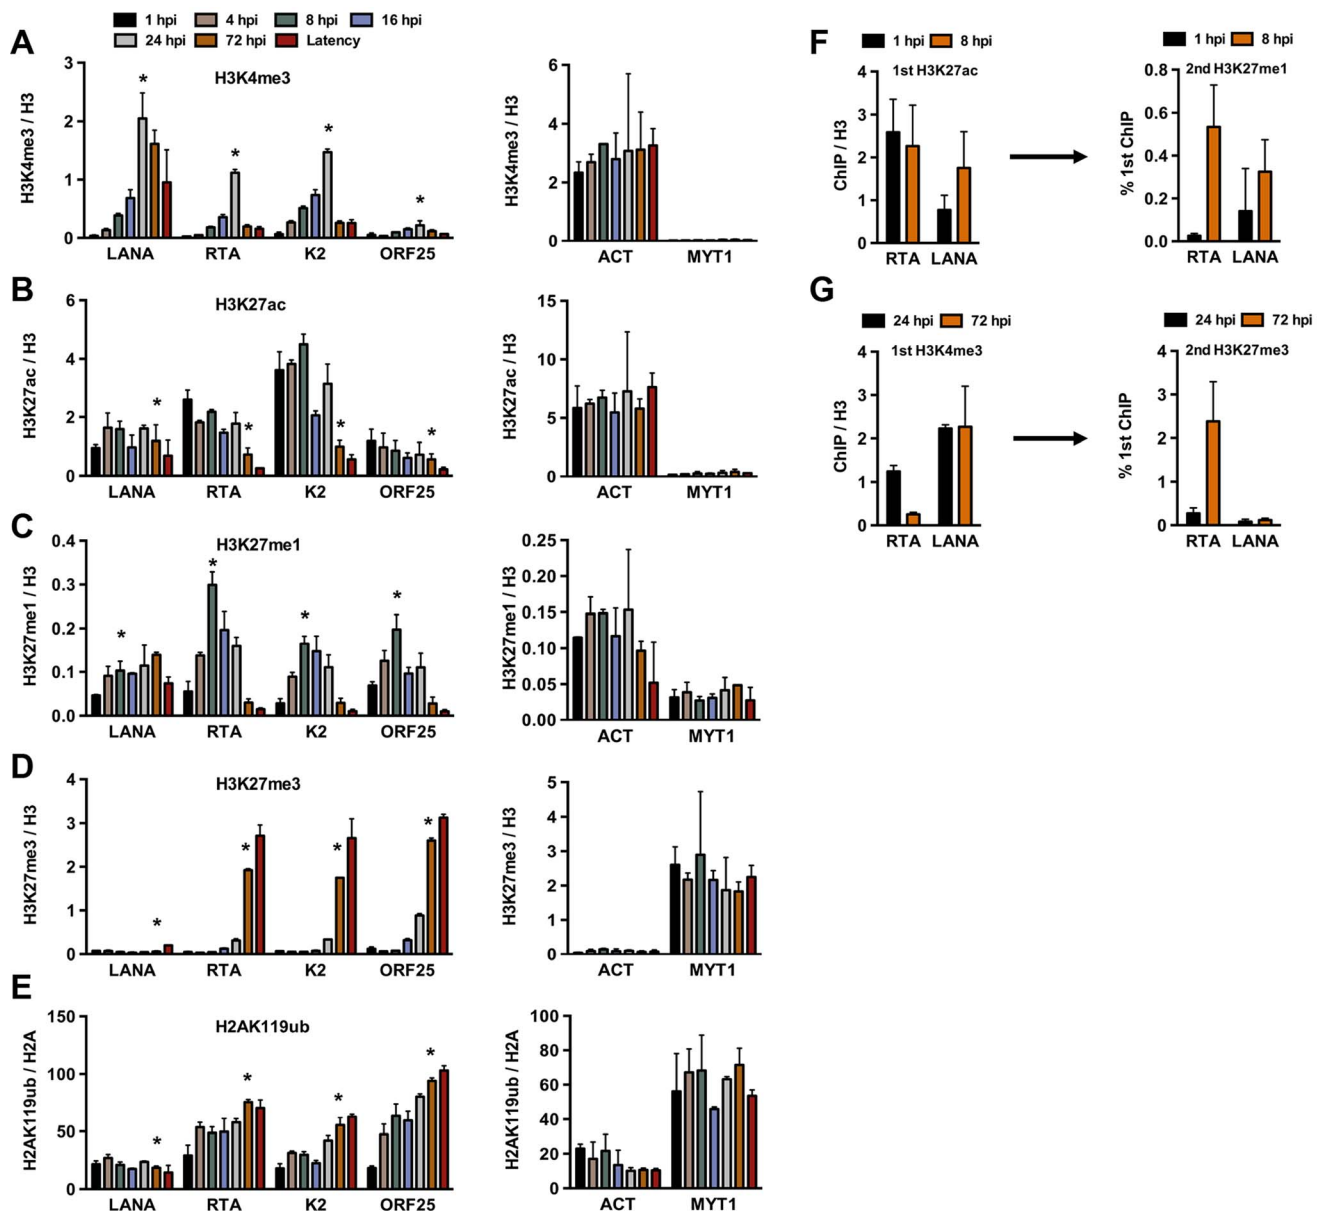 1 hpi 4 hpi 8 hpi 16 hpi
24 hpi 72 hpi Latency
A
H3K4me3
H3K4me3 / H3
3
2
1
0
LANA RTA K2 ORF25
* * * *
H3K4me3 / H3
6
4
2
0
ACT MYT1
B
H3K27ac
H3K27ac / H3
6
4
2
0
LANA RTA K2 ORF25
* * * *
H3K27ac / H3
15
10
5
0
ACT MYT1
C
H3K27me1
H3K27me1 / H3
0.4
0.3
0.2
0.1
0.0
LANA RTA K2 ORF25
* * * *
H3K27me1 / H3
0.25
0.20
0.15
0.10
0.05
0.00
ACT MYT1
D
H3K27me3
H3K27me3 / H3
4
3
2
1
0
LANA RTA K2 ORF25
* * * *
H3K27me3 / H3
5
4
3
2
1
0
ACT MYT1
E
H2AK119ub
H2AK119ub / H2A
150
100
50
0
LANA RTA K2 ORF25
* * * *
H2AK119ub / H2A
100
80
60
40
20
0
ACT MYT1
F
1 hpi 8 hpi
1st H3K27ac
ChIP / H3
4
3
2
1
0
RTA LANA
1 hpi 8 hpi
2nd H3K27me1
% 1st ChIP
0.8
0.6
0.4
0.2
0.0
RTA LANA
G
24 hpi 72 hpi
1st H3K4me3
ChIP / H3
4
3
2
1
0
RTA LANA
24 hpi 72 hpi
2nd H3K27me3
% 1st ChIP
4
3
2
1
0
RTA LANA